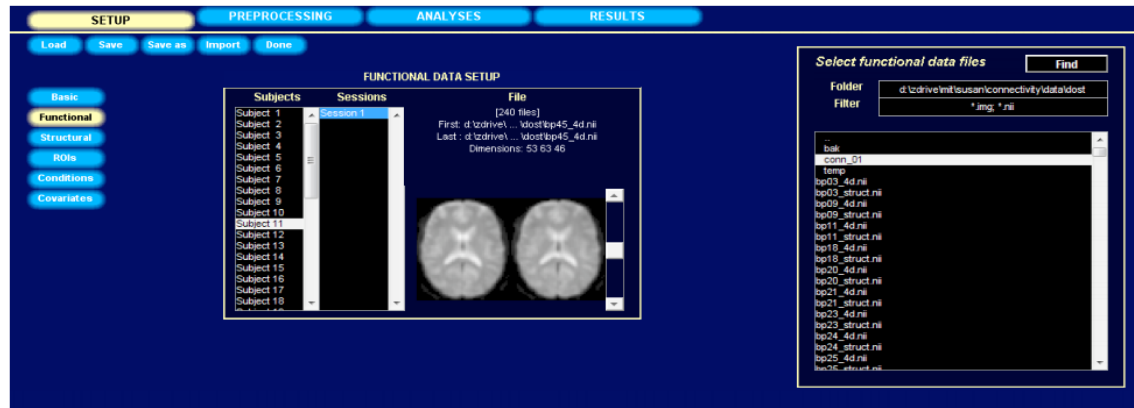 SETUP
PREPROCESSING
ANALYSES
RESULTS
Load
Save
Save as
Import
Done
Basic
Functional
Structural
ROIs
Conditions
Covariates
FUNCTIONAL DATA SETUP
Subjects
Subject 1
Subject 2
Subject 3
Subject 4
Subject 5
Subject 6
Subject 7
Subject 8
Subject 9
Subject 10
Subject 11
Subject 12
Subject 13
Subject 14
Subject 15
Subject 16
Subject 17
Subject 18
Sessions
Session 1
File
[240 files]
First: d:\zdrive\ ... \dost\bp45_4d.nii
Last : d:\zdrive\ ... \dost\bp45_4d.nii
Dimensions: 53 63 46
Select functional data files
Find
Folder
d:\zdrive\mit\susan\connectivity\data\dost
Filter
*.img; *.nii
..
bak
conn_01
temp
bp03_4d.nii
bp03_struct.nii
bp09_4d.nii
bp09_struct.nii
bp11_4d.nii
bp11_struct.nii
bp18_4d.nii
bp18_struct.nii
bp20_4d.nii
bp20_struct.nii
bp21_4d.nii
bp21_struct.nii
bp23_4d.nii
bp23_struct.nii
bp24_4d.nii
bp24_struct.nii
bp25_4d.nii
bp25_struct.nii